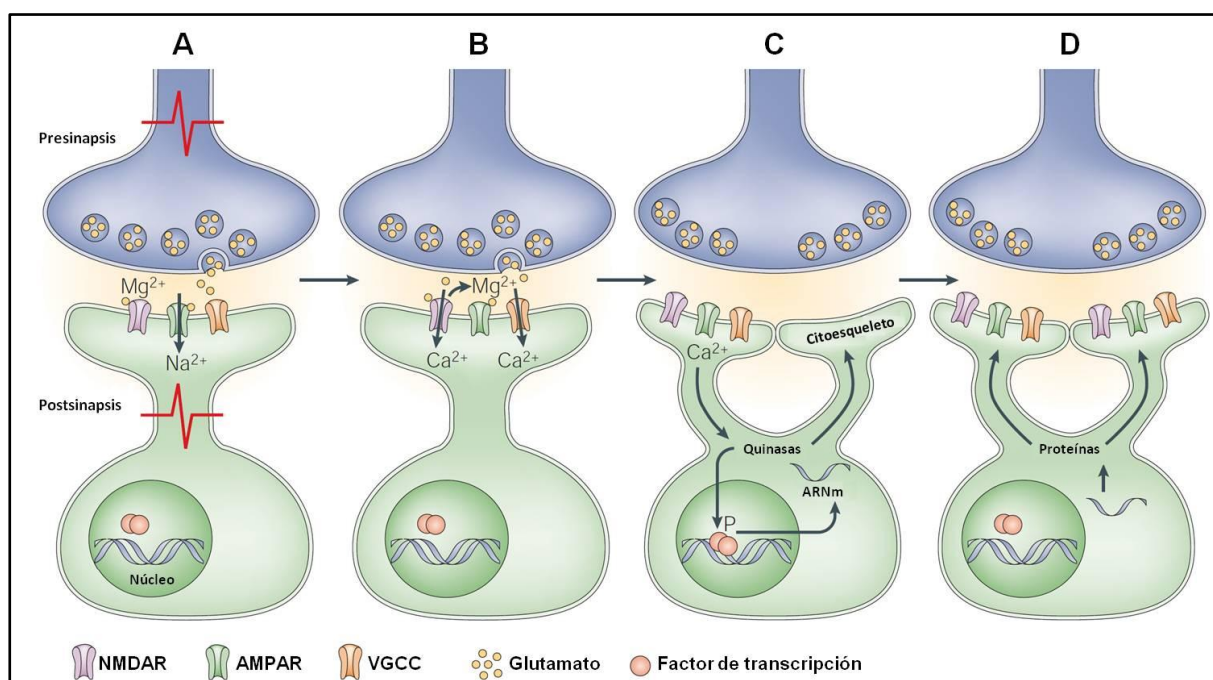 A
B
C
D
Presinapsis
Mg2+
Na2+
Postsinapsis
Núcleo
Mg2+
Ca2+
Ca2+
Ca2+
Citoesqueleto
Quinasas
ARNm
P
Proteínas
NMDAR
AMPAR
VGCC
Glutamato
Factor de transcripción